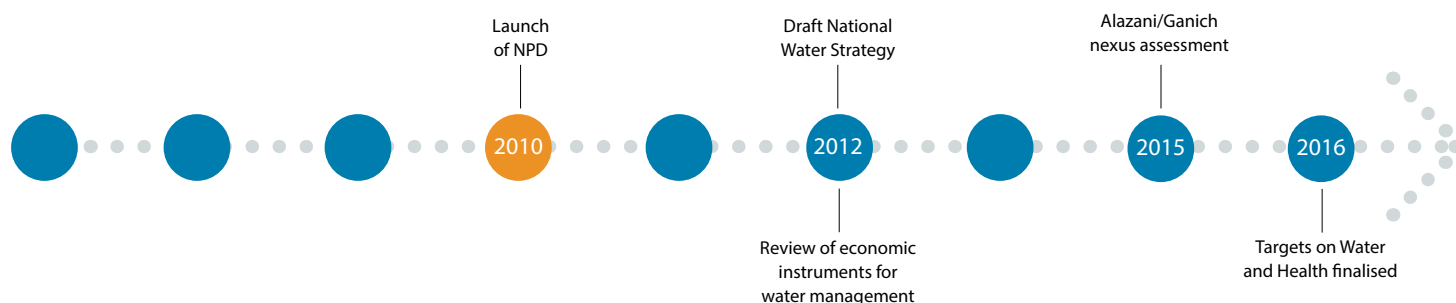 Launch
of NPD
2010
Draft National
Water Strategy
2012
Review of economic
instruments for
water management
Alazani/Ganich
nexus assessment
2015
2016
Targets on Water
and Health finalised